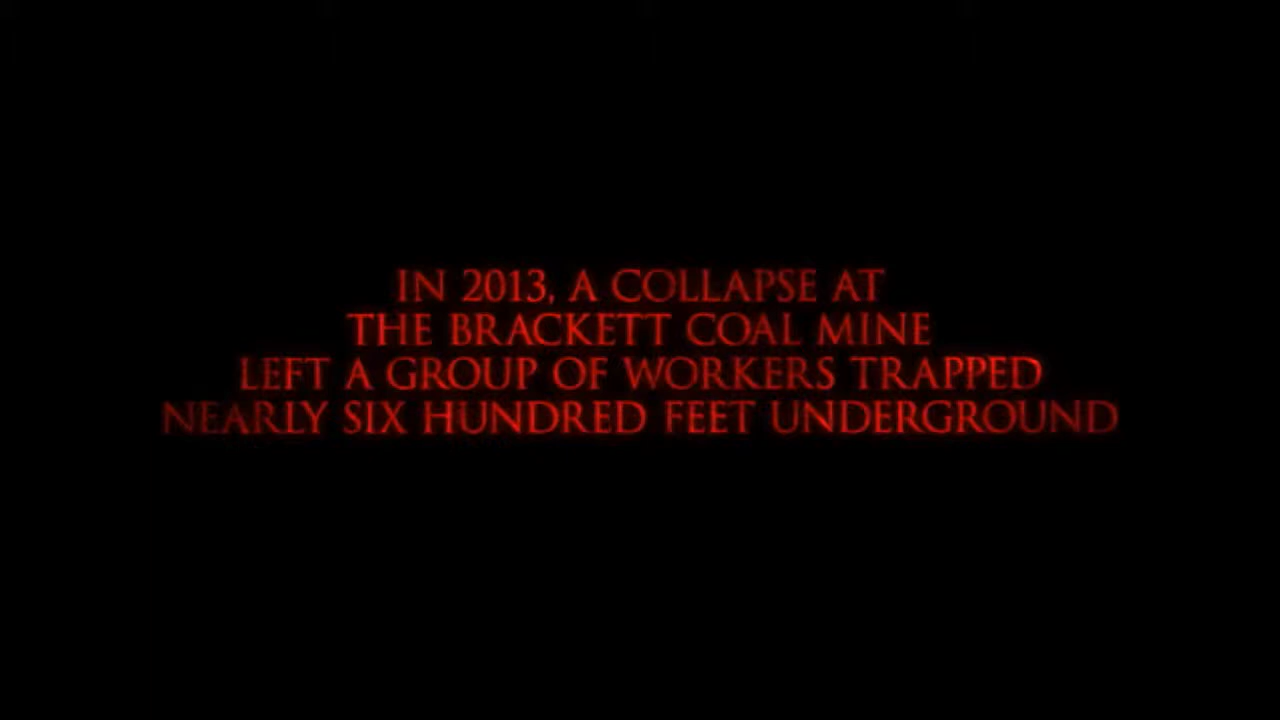 IN 2013, A COLLAPSE AT
THE BRACKETT COAL MINE
LEFT A GROUP OF WORKERS TRAPPED
NEARLY SIX HUNDRED FEET UNDERGROUND